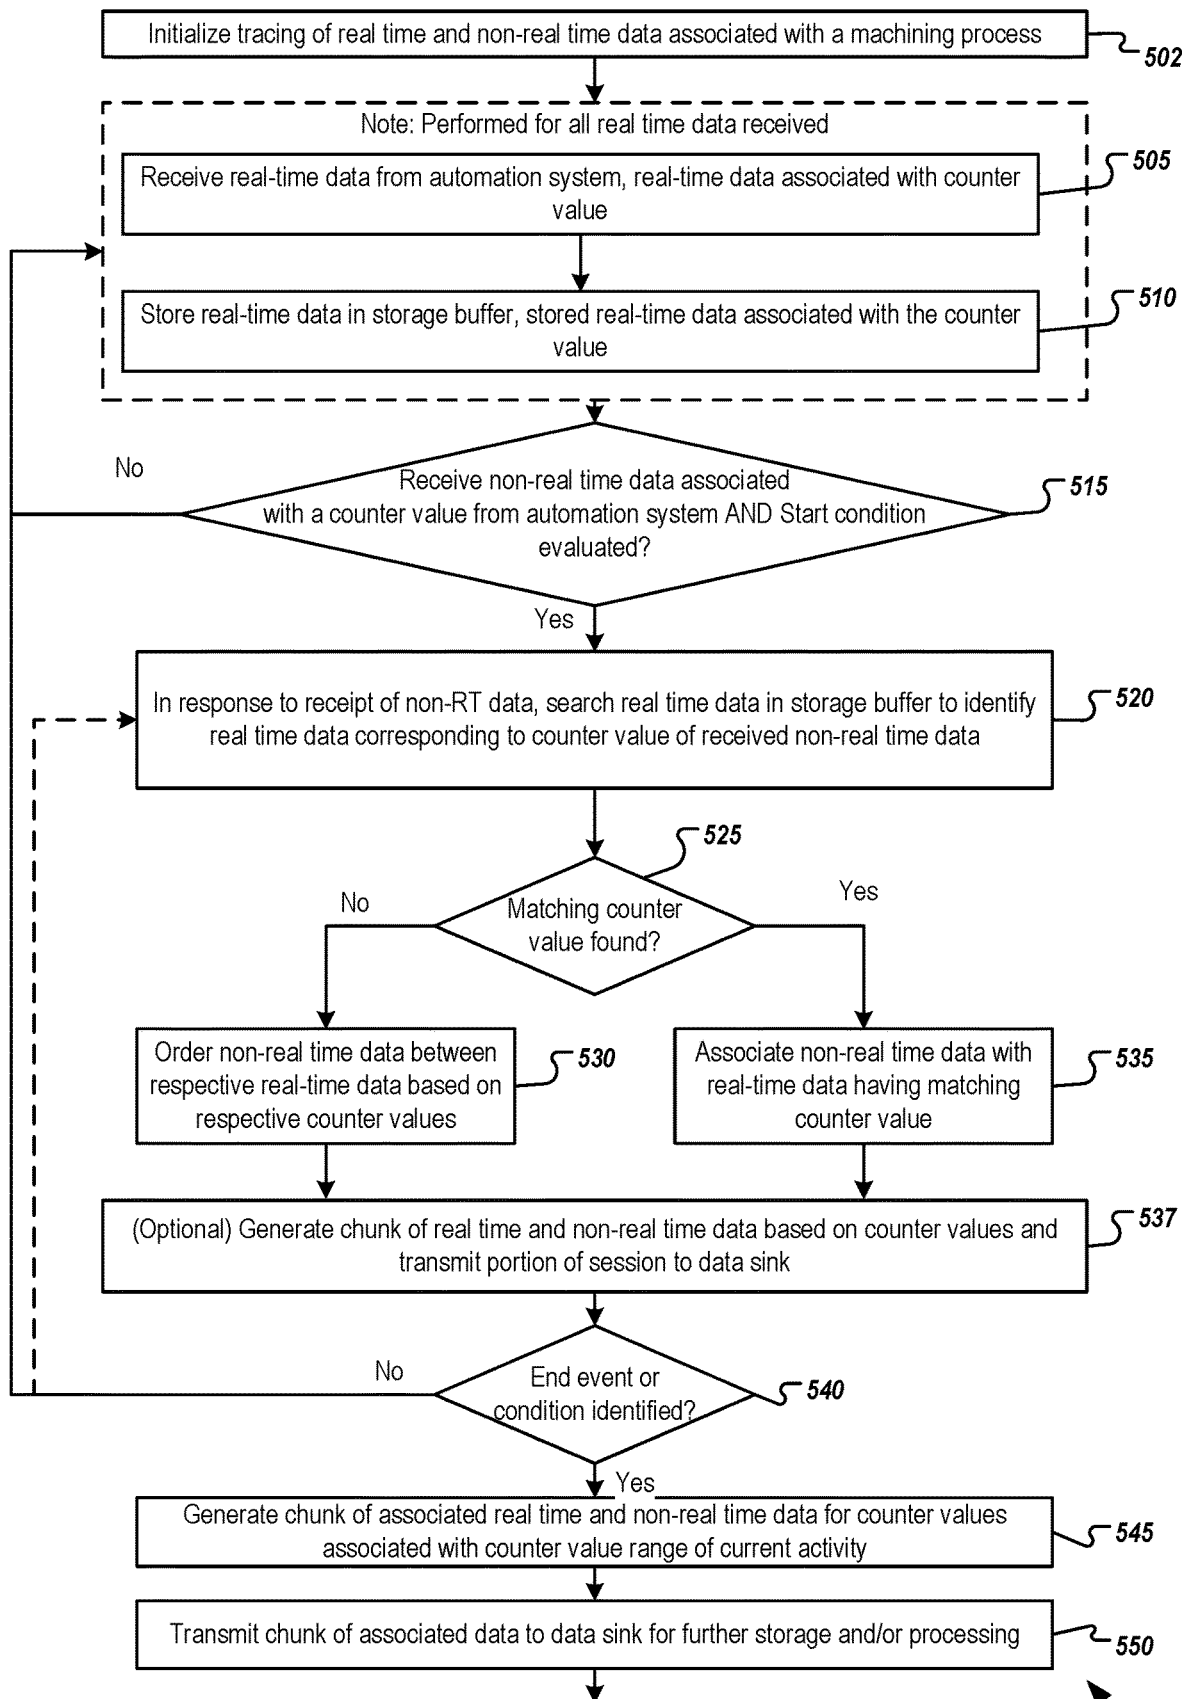 Initialize tracing of real time and non-real time data associated with a machining process
502
Note: Performed for all real time data received
505
Receive real-time data from automation system, real-time data associated with counter
value
510
Store real-time data in storage buffer, stored real-time data associated with the counter
value
No
Receive non-real time data associated
with a counter value from automation system AND Start condition
evaluated?
515
Yes
In response to receipt of non-RT data, search real time data in storage buffer to identify
real time data corresponding to counter value of received non-real time data
520
525
No
Matching counter
value found?
Yes
Order non-real time data between
respective real-time data based on
respective counter values
530
Associate non-real time data with
real-time data having matching
counter value
535
(Optional) Generate chunk of real time and non-real time data based on counter values and
transmit portion of session to data sink
537
No
End event or
condition identified?
540
Yes
Generate chunk of associated real time and non-real time data for counter values
associated with counter value range of current activity
545
Transmit chunk of associated data to data sink for further storage and/or processing
550